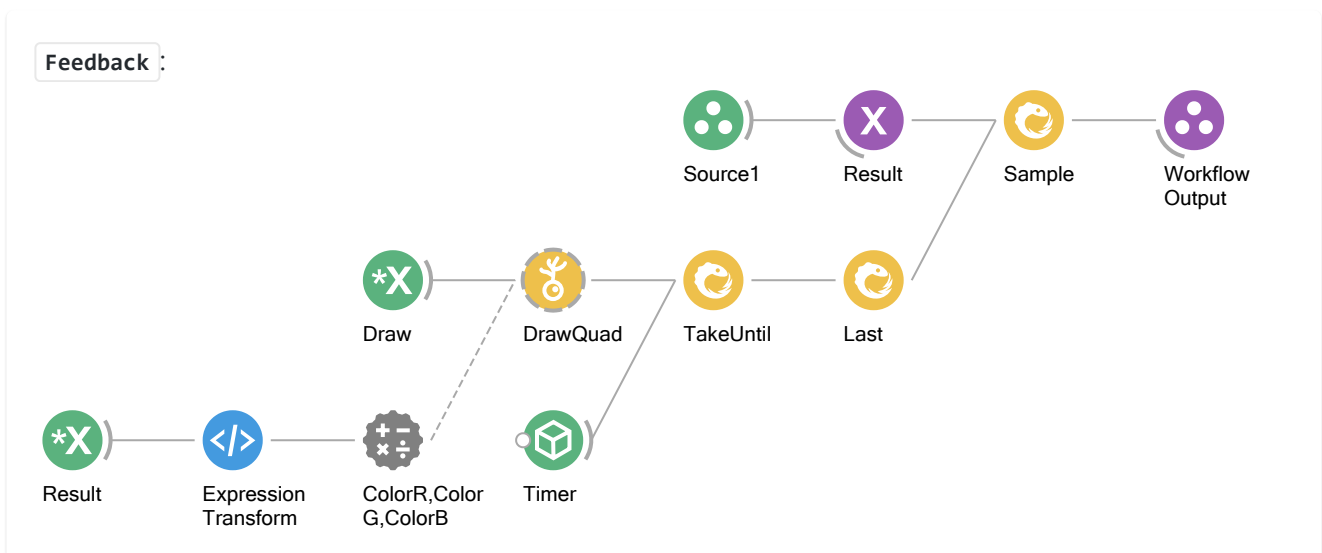 Feedback:
Source1
Result
Sample
Workflow
Output
Draw
DrawQuad
TakeUntil
Last
Result
Expression
Transform
ColorR,Color
G,ColorB
Timer